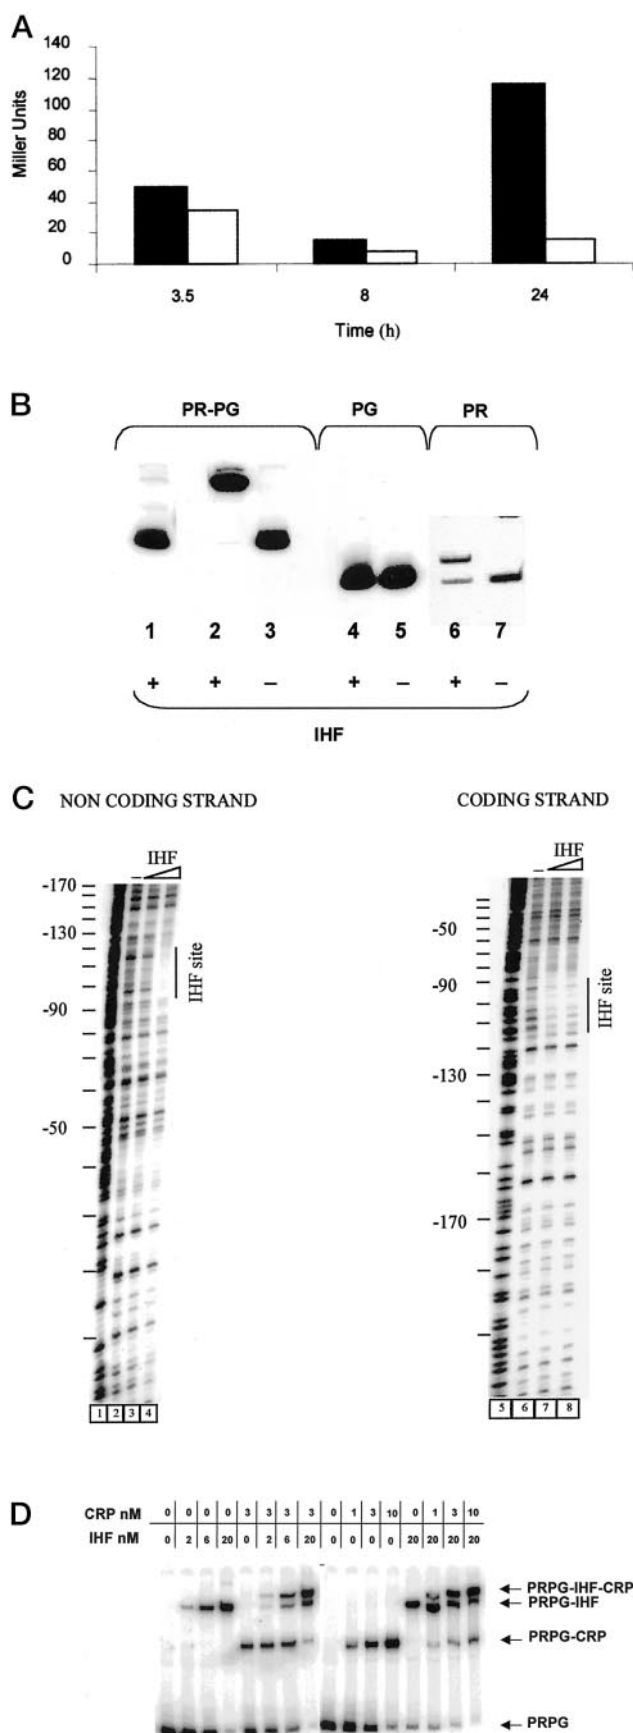 A
140
120
100
80
60
40
20
0
Miller Units
3.5 8 24
Time (h)
B
PR-PG PG PR
1 2 3 4 5 6 7
+ + – + – + –
IHF
C
NON CODING STRAND CODING STRAND
– IHF
-170
-130
-90
-50
IHF site
1 2 3 4
– IHF
-50
-90
-130
-170
IHF site
5 6 7 8
D
CRP nM 0 0 0 0 3 3 3 3 0 1 3 10 0 1 3 10
IHF nM 0 2 6 20 0 2 6 20 0 0 0 0 20 20 20 20
PRPG-IHF-CRP
PRPG-IHF
PRPG-CRP
PRPG